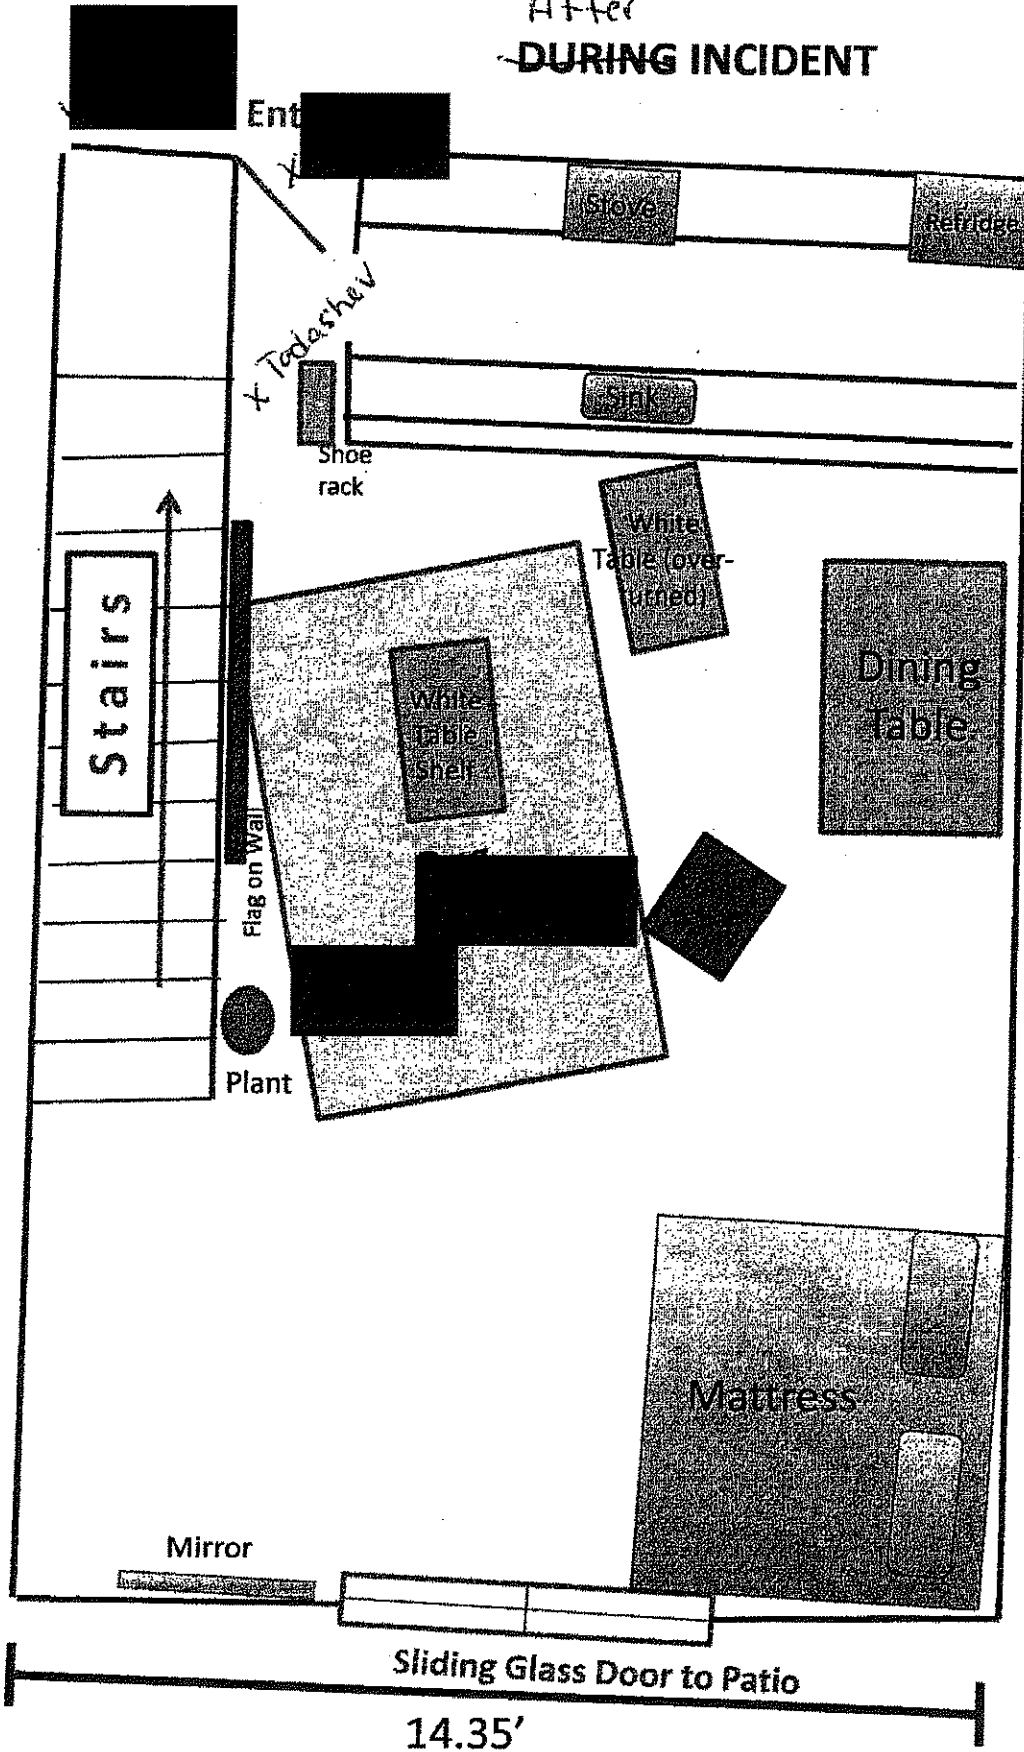 After
DURING INCIDENT
Ent
X
Stove
Refridge
X Todashev
Sink
Shoe
rack
White
Table (over-
urned)
Stairs
Dining
Table
White
Table
Shelf
Flag on Wall
Plant
Mattress
Mirror
Sliding Glass Door to Patio
14.35'